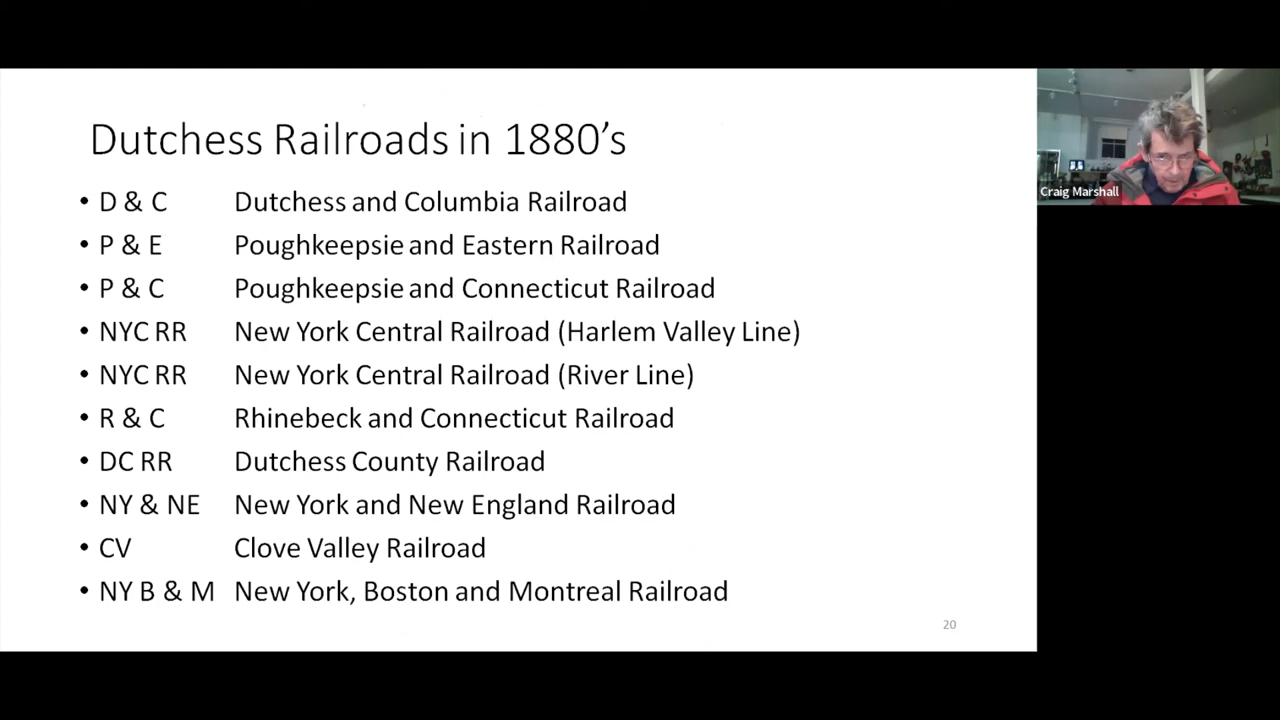 Dutchess Railroads in 1880's
• D & C Dutchess and Columbia Railroad
• P & E Poughkeepsie and Eastern Railroad
• P & C Poughkeepsie and Connecticut Railroad
• NYC RR New York Central Railroad (Harlem Valley Line)
• NYC RR New York Central Railroad (River Line)
• R & C Rhinebeck and Connecticut Railroad
• DC RR Dutchess County Railroad
• NY & NE New York and New England Railroad
• CV Clove Valley Railroad
• NY B & M New York, Boston and Montreal Railroad
20
Craig Marshall